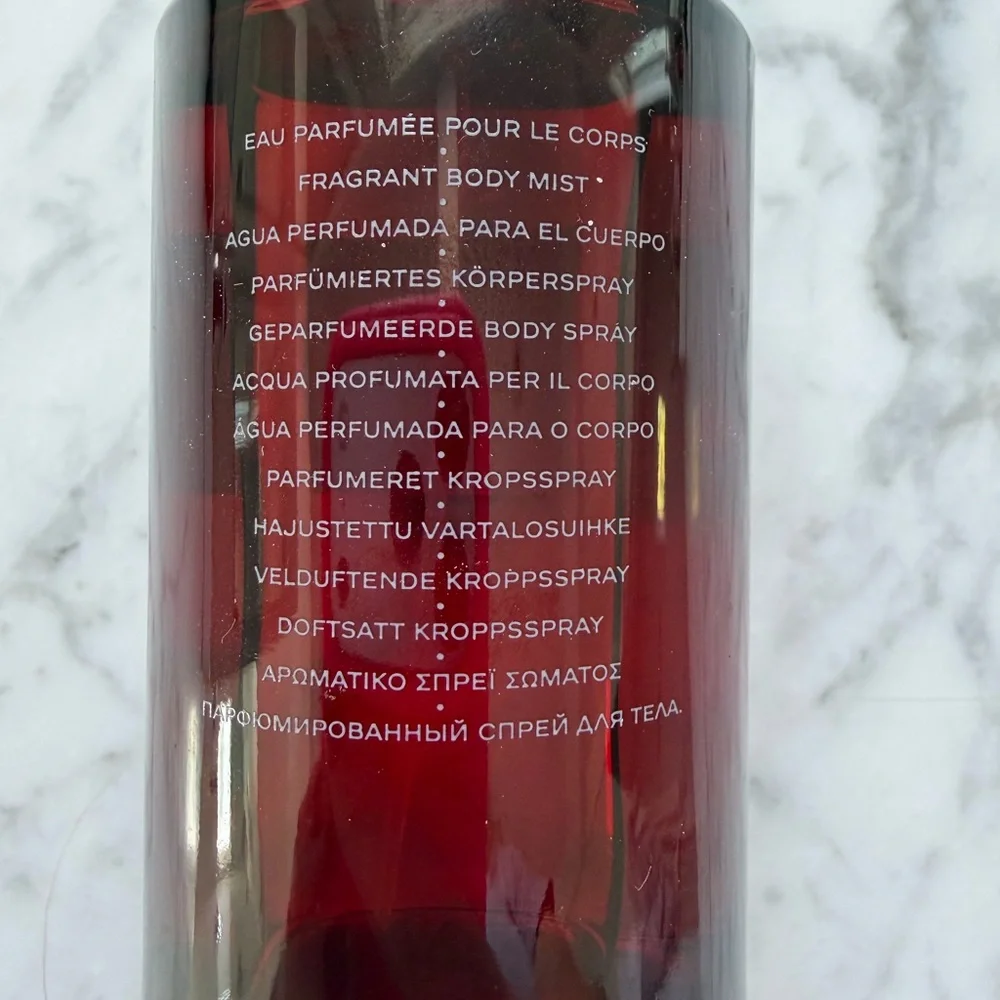 EAU PARFUMÉE POUR LE CORPS
FRAGRANT BODY MIST
AGUA PERFUMADA PARA EL CUERPO
PARFÜMIERTES KÖRPERSPRAY
GEPARFUMEERDE BODY SPRAY
ACQUA PROFUMATA PER IL CORPO
ÁGUA PERFUMADA PARA O CORPO
PARFUMERET KROPSSPRAY
HAJUSTETTU VARTALOSUIHKE
VELDUFTENDE KROPPSSPRAY
DOFTSATT KROPPSSPRAY
ΑΡΩΜΑΤΙΚΟ ΣΠΡΕΪ ΣΩΜΑΤΟΣ
ПАРФЮМИРОВАННЫЙ СПРЕЙ ДЛЯ ТЕЛА.